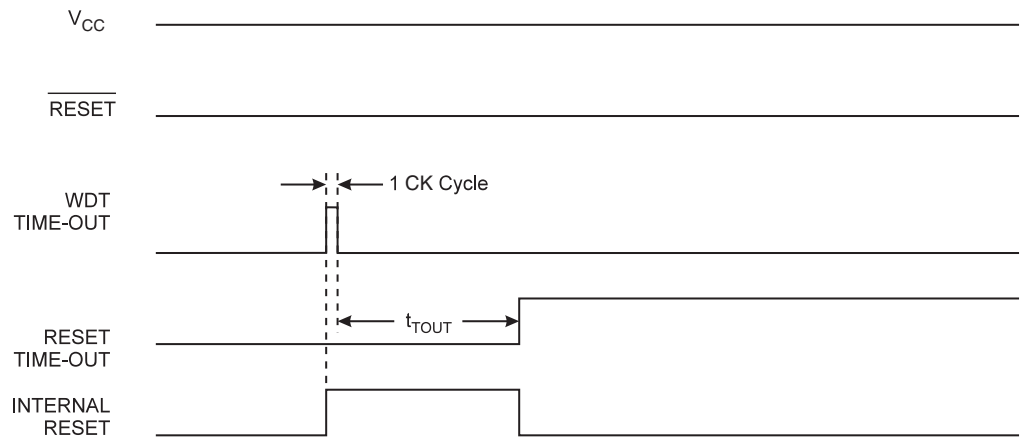 VCC
RESET
1 CK Cycle
WDT
TIME-OUT
tTOUT
RESET
TIME-OUT
INTERNAL
RESET